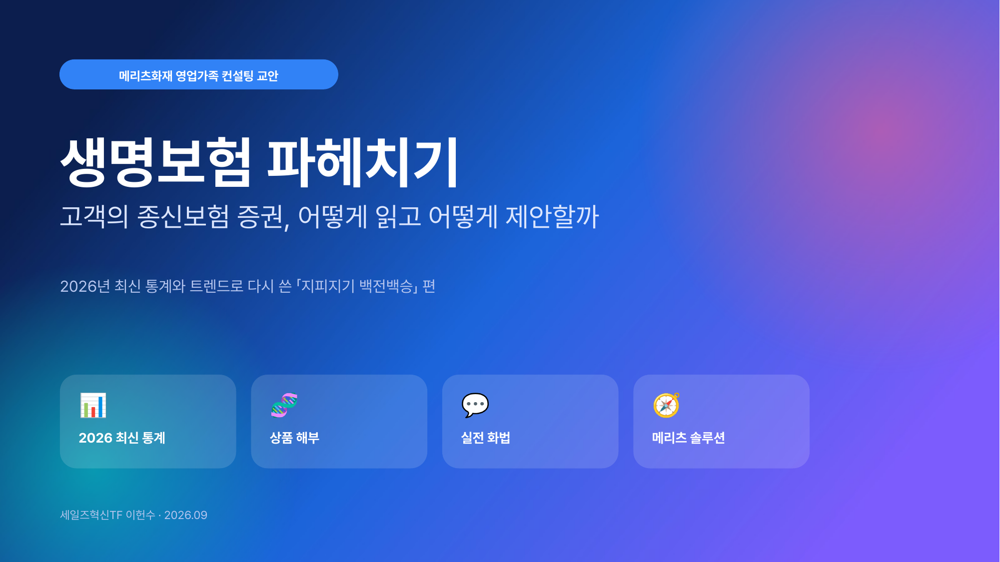 메리츠화재 영업가족 컨설팅 교안
생명보험 파헤치기
고객의 종신보험 증권, 어떻게 읽고 어떻게 제안할까
2026년 최신 통계와 트렌드로 다시 쓴 「지피지기 백전백승」 편
2026 최신 통계
상품 해부
실전 화법
메리츠 솔루션
세일즈혁신TF 이헌수 · 2026.09